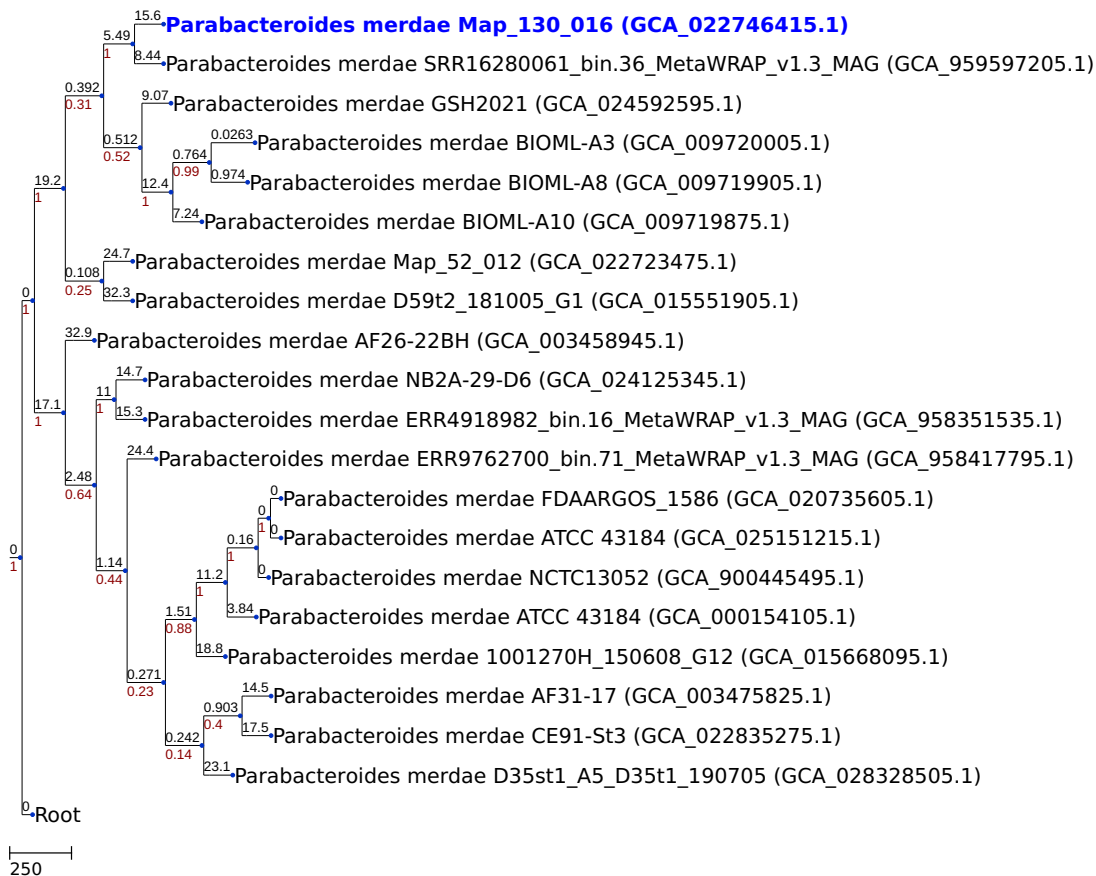 15.6
Parabacteroides merdae Map_130_016 (GCA_022746415.1)
5.49
1
8.44
Parabacteroides merdae SRR16280061_bin.36_MetaWRAP_v1.3_MAG (GCA_959597205.1)
0.392
0.31
9.07
Parabacteroides merdae GSH2021 (GCA_024592595.1)
0.512
0.52
0.0263
Parabacteroides merdae BIOML-A3 (GCA_009720005.1)
0.764
0.99
0.974
Parabacteroides merdae BIOML-A8 (GCA_009719905.1)
19.2
1
12.4
1
7.24
Parabacteroides merdae BIOML-A10 (GCA_009719875.1)
24.7
Parabacteroides merdae Map_52_012 (GCA_022723475.1)
0.108
0.25
32.3
Parabacteroides merdae D59t2_181005_G1 (GCA_015551905.1)
0
1
32.9
Parabacteroides merdae AF26-22BH (GCA_003458945.1)
14.7
Parabacteroides merdae NB2A-29-D6 (GCA_024125345.1)
11
1
17.1
1
15.3
Parabacteroides merdae ERR4918982_bin.16_MetaWRAP_v1.3_MAG (GCA_958351535.1)
24.4
Parabacteroides merdae ERR9762700_bin.71_MetaWRAP_v1.3_MAG (GCA_958417795.1)
2.48
0.64
0
Parabacteroides merdae FDAARGOS_1586 (GCA_020735605.1)
0
1
0
Parabacteroides merdae ATCC 43184 (GCA_025151215.1)
0.16
1
0
1
1.14
0.44
0
Parabacteroides merdae NCTC13052 (GCA_900445495.1)
11.2
1
3.84
Parabacteroides merdae ATCC 43184 (GCA_000154105.1)
1.51
0.88
18.8
Parabacteroides merdae 1001270H_150608_G12 (GCA_015668095.1)
0.271
0.23
14.5
Parabacteroides merdae AF31-17 (GCA_003475825.1)
0.903
0.4
17.5
Parabacteroides merdae CE91-St3 (GCA_022835275.1)
0.242
0.14
23.1
Parabacteroides merdae D35st1_A5_D35t1_190705 (GCA_028328505.1)
0
Root
250